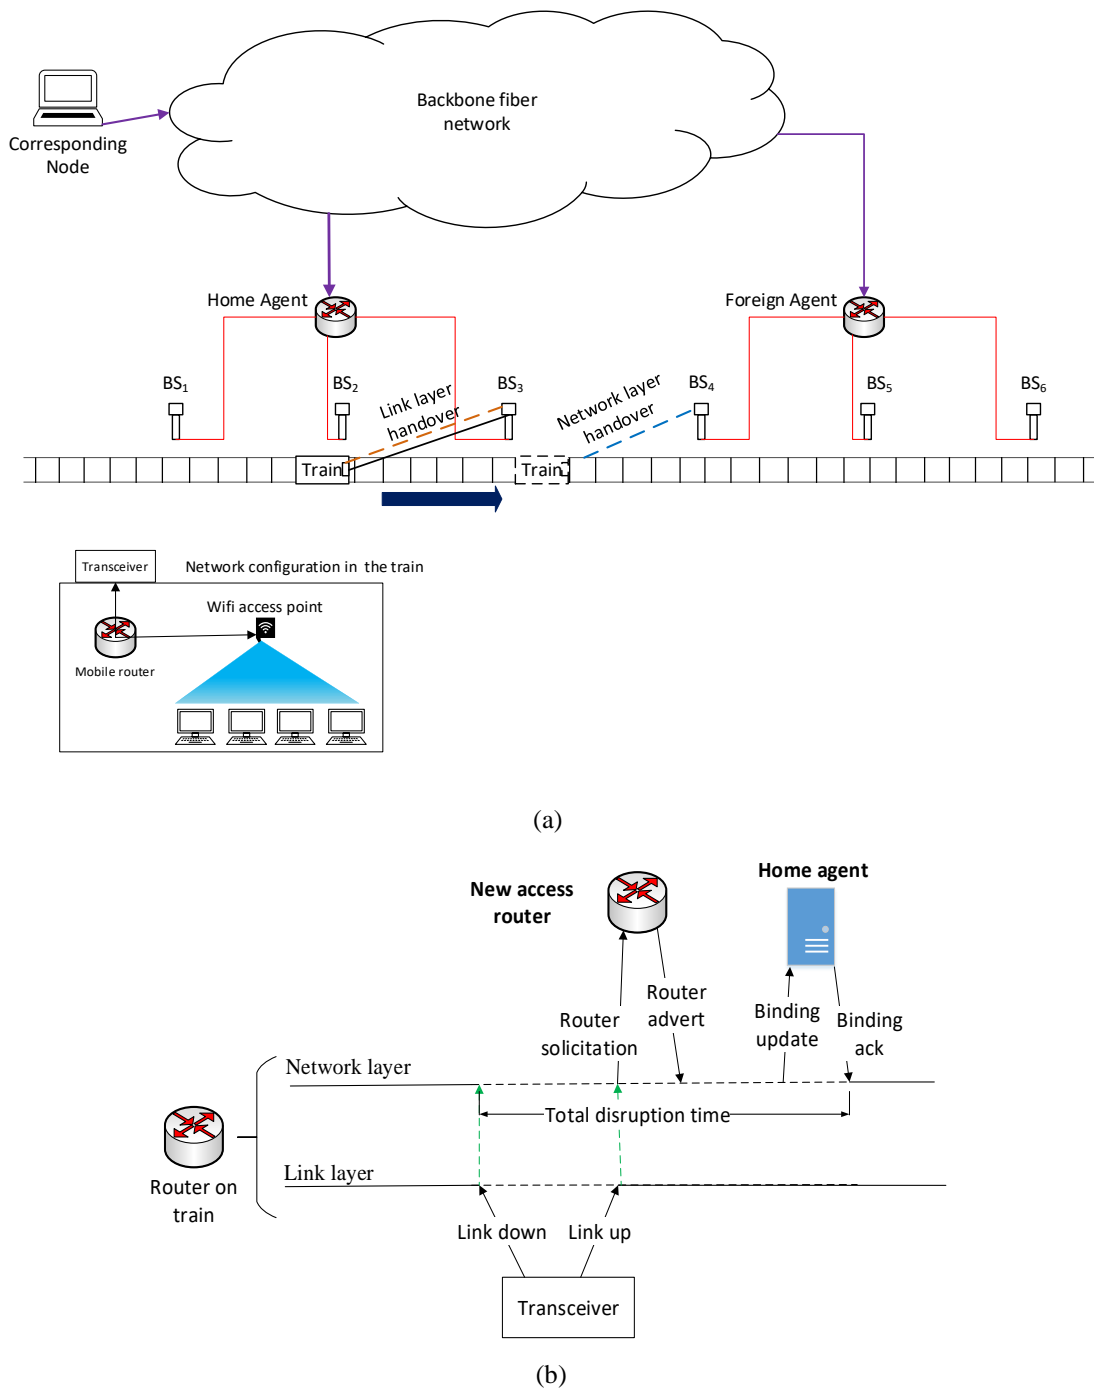 Backbone fiber
network
Corresponding
Node
Home Agent
Foreign Agent
BS1
BS2
BS3
BS4
BS5
BS6
Link layer
handover
Network layer
handover
Train
Train
Transceiver
Network configuration in the train
Wifi access point
Mobile router
(a)
New access
router
Home agent
Router
solicitation
Router
advert
Binding
update
Binding
ack
Network layer
Total disruption time
Link layer
Router on
train
Link down
Link up
Transceiver
(b)